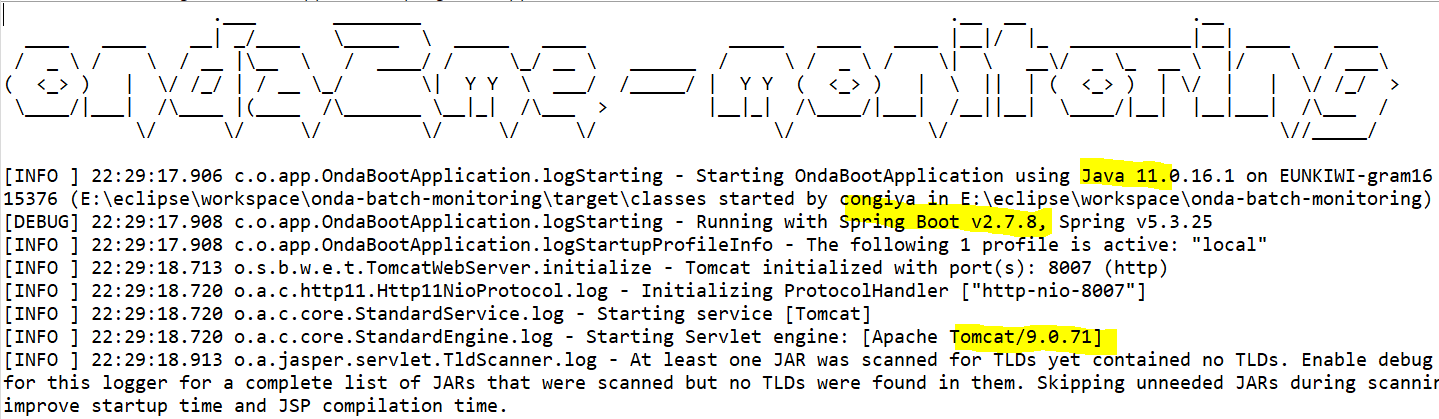 ondaZme-monitoring
[INFO ] 22:29:17.906 c.o.app.OndaBootApplication.logStarting - Starting OndaBootApplication using Java 11.0.16.1 on EUNKIWI-gram16
15376 (E:\eclipse\workspace\onda-batch-monitoring\target\classes started by congiya in E:\eclipse\workspace\onda-batch-monitoring)
[DEBUG] 22:29:17.908 c.o.app.OndaBootApplication.logStarting - Running with Spring Boot v2.7.8, Spring v5.3.25
[INFO ] 22:29:17.908 c.o.app.OndaBootApplication.logStartupProfileInfo - The following 1 profile is active: "local"
[INFO ] 22:29:18.713 o.s.b.w.e.t.TomcatWebServer.initialize - Tomcat initialized with port(s): 8007 (http)
[INFO ] 22:29:18.720 o.a.c.http11.Http11NioProtocol.log - Initializing ProtocolHandler ["http-nio-8007"]
[INFO ] 22:29:18.720 o.a.c.core.StandardService.log - Starting service [Tomcat]
[INFO ] 22:29:18.720 o.a.c.core.StandardEngine.log - Starting Servlet engine: [Apache Tomcat/9.0.71]
[INFO ] 22:29:18.913 o.a.jasper.servlet.TldScanner.log - At least one JAR was scanned for TLDs yet contained no TLDs. Enable debug
for this logger for a complete list of JARs that were scanned but no TLDs were found in them. Skipping unneeded JARs during
improve startup time and JSP compilation time.